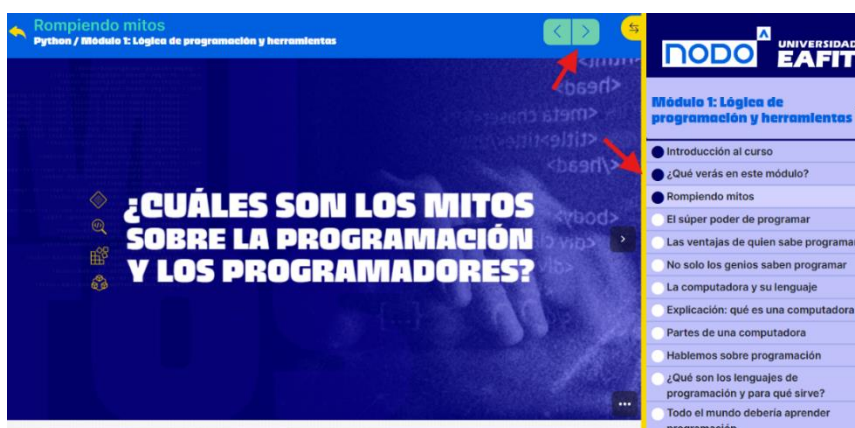 Rompiendo mitos
Python / Módulo 1: Lógica de programación y herramientas
¿CUÁLES SON LOS MITOS
SOBRE LA PROGRAMACIÓN
Y LOS PROGRAMADORES?
NODO
UNIVERSIDAD
EAFIT
Módulo 1: Lógica de
programación y herramientas
Introducción al curso
¿Qué verás en este módulo?
Rompiendo mitos
El súper poder de programar
Las ventajas de quien sabe programar
No solo los genios saben programar
La computadora y su lenguaje
Explicación: qué es una computadora
Partes de una computadora
Hablemos sobre programación
¿Qué son los lenguajes de
programación y para qué sirve?
Todo el mundo debería aprender
programación